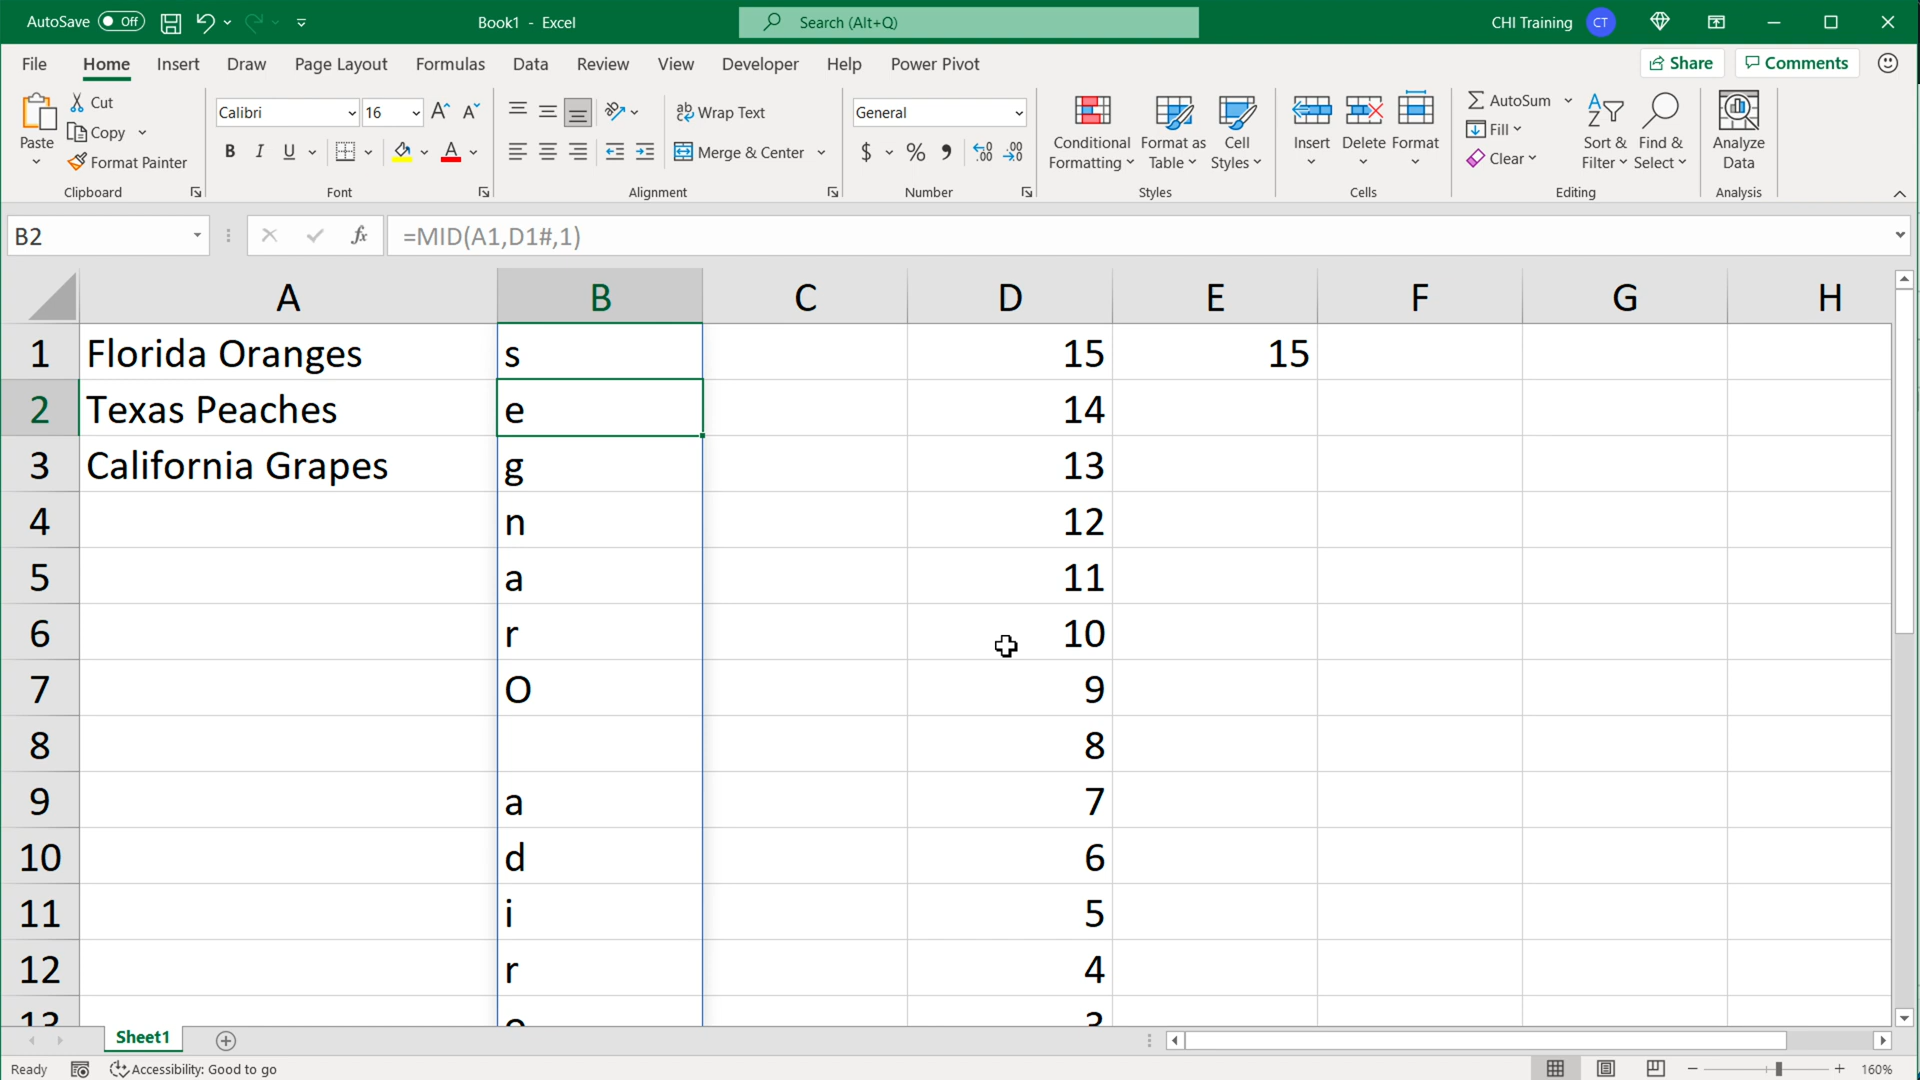 AutoSave Off Book1 - Excel Search (Alt+Q) CHI Training CT
File Home Insert Draw Page Layout Formulas Data Review View Developer Help Power Pivot Share Comments
Paste Cut Copy Format Painter Clipboard
Calibri 16 B I U A Font
Wrap Text Merge & Center Alignment
General $ % Number
Conditional Formatting Format as Table Cell Styles Styles
Insert Delete Format Cells
AutoSum Fill Clear Sort & Filter Find & Select Editing
Analyze Data Analysis
B2 fx =MID(A1,D1#,1)
A B C D E F G H
1 Florida Oranges s 15 15
2 Texas Peaches e 14
3 California Grapes g 13
4 n 12
5 a 11
6 r 10
7 O 9
8 8
9 a 7
10 d 6
11 i 5
12 r 4
13 o 3
Sheet1
Ready Accessibility: Good to go 160%